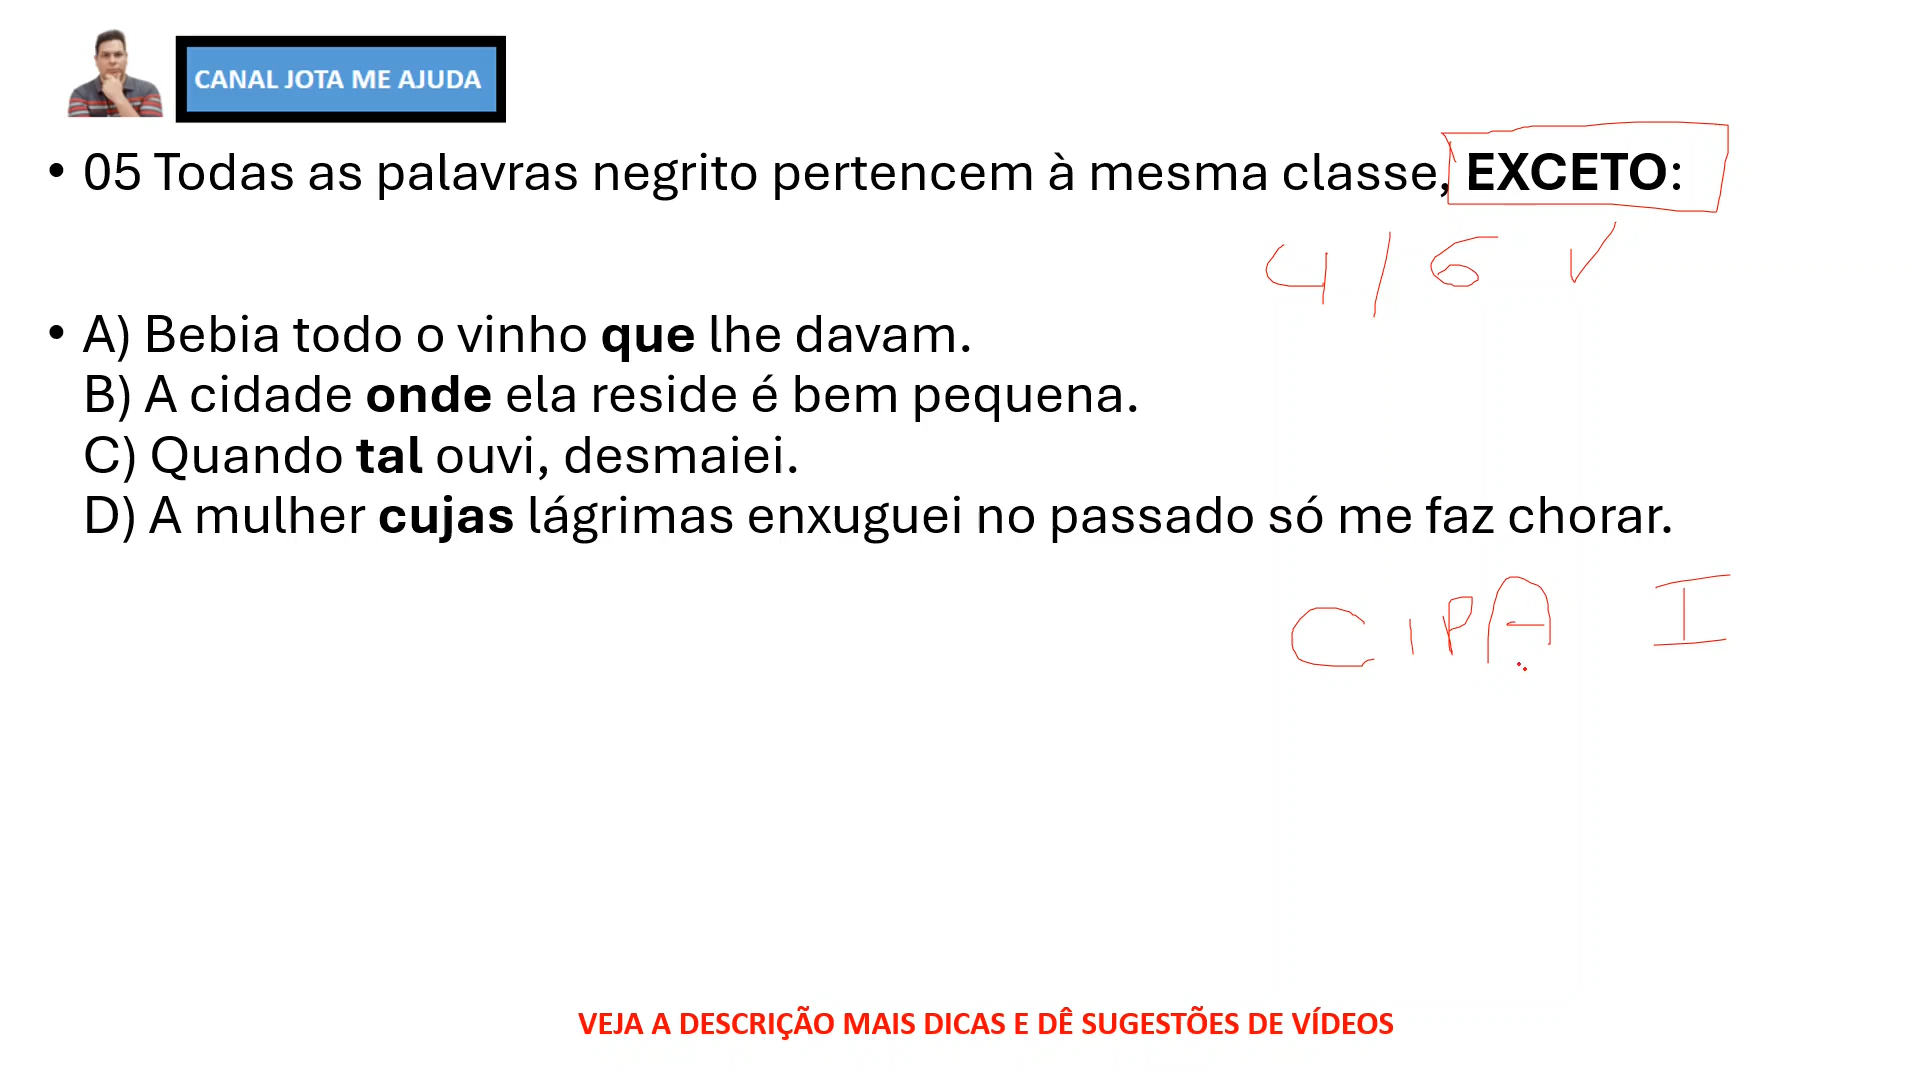 CANAL JOTA ME AJUDA
• 05 Todas as palavras negrito pertencem à mesma classe, EXCETO:
4/6 V
• A) Bebia todo o vinho que lhe davam.
B) A cidade onde ela reside é bem pequena.
C) Quando tal ouvi, desmaiei.
D) A mulher cujas lágrimas enxuguei no passado só me faz chorar.
CIPA I
VEJA A DESCRIÇÃO MAIS DICAS E DÊ SUGESTÕES DE VÍDEOS